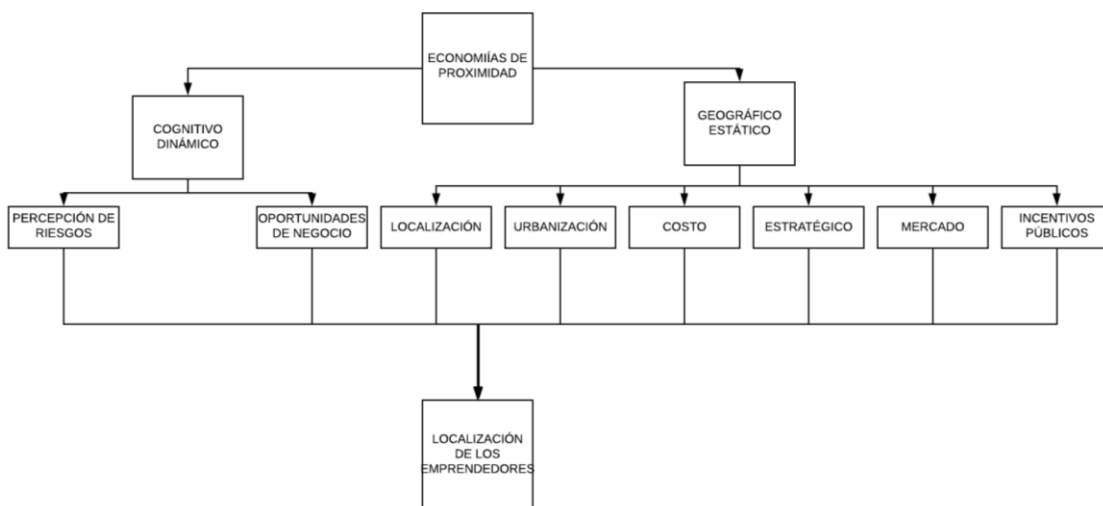 ECONOMIÍAS DE
PROXIMIDAD
COGNITIVO
DINÁMICO
GEOGRÁFICO
ESTÁTICO
PERCEPCIÓN DE
RIESGOS
OPORTUNIDADES
DE NEGOCIO
LOCALIZACIÓN
URBANIZACIÓN
COSTO
ESTRATÉGICO
MERCADO
INCENTIVOS
PÚBLICOS
LOCALIZACIÓN
DE LOS
EMPRENDEDORES